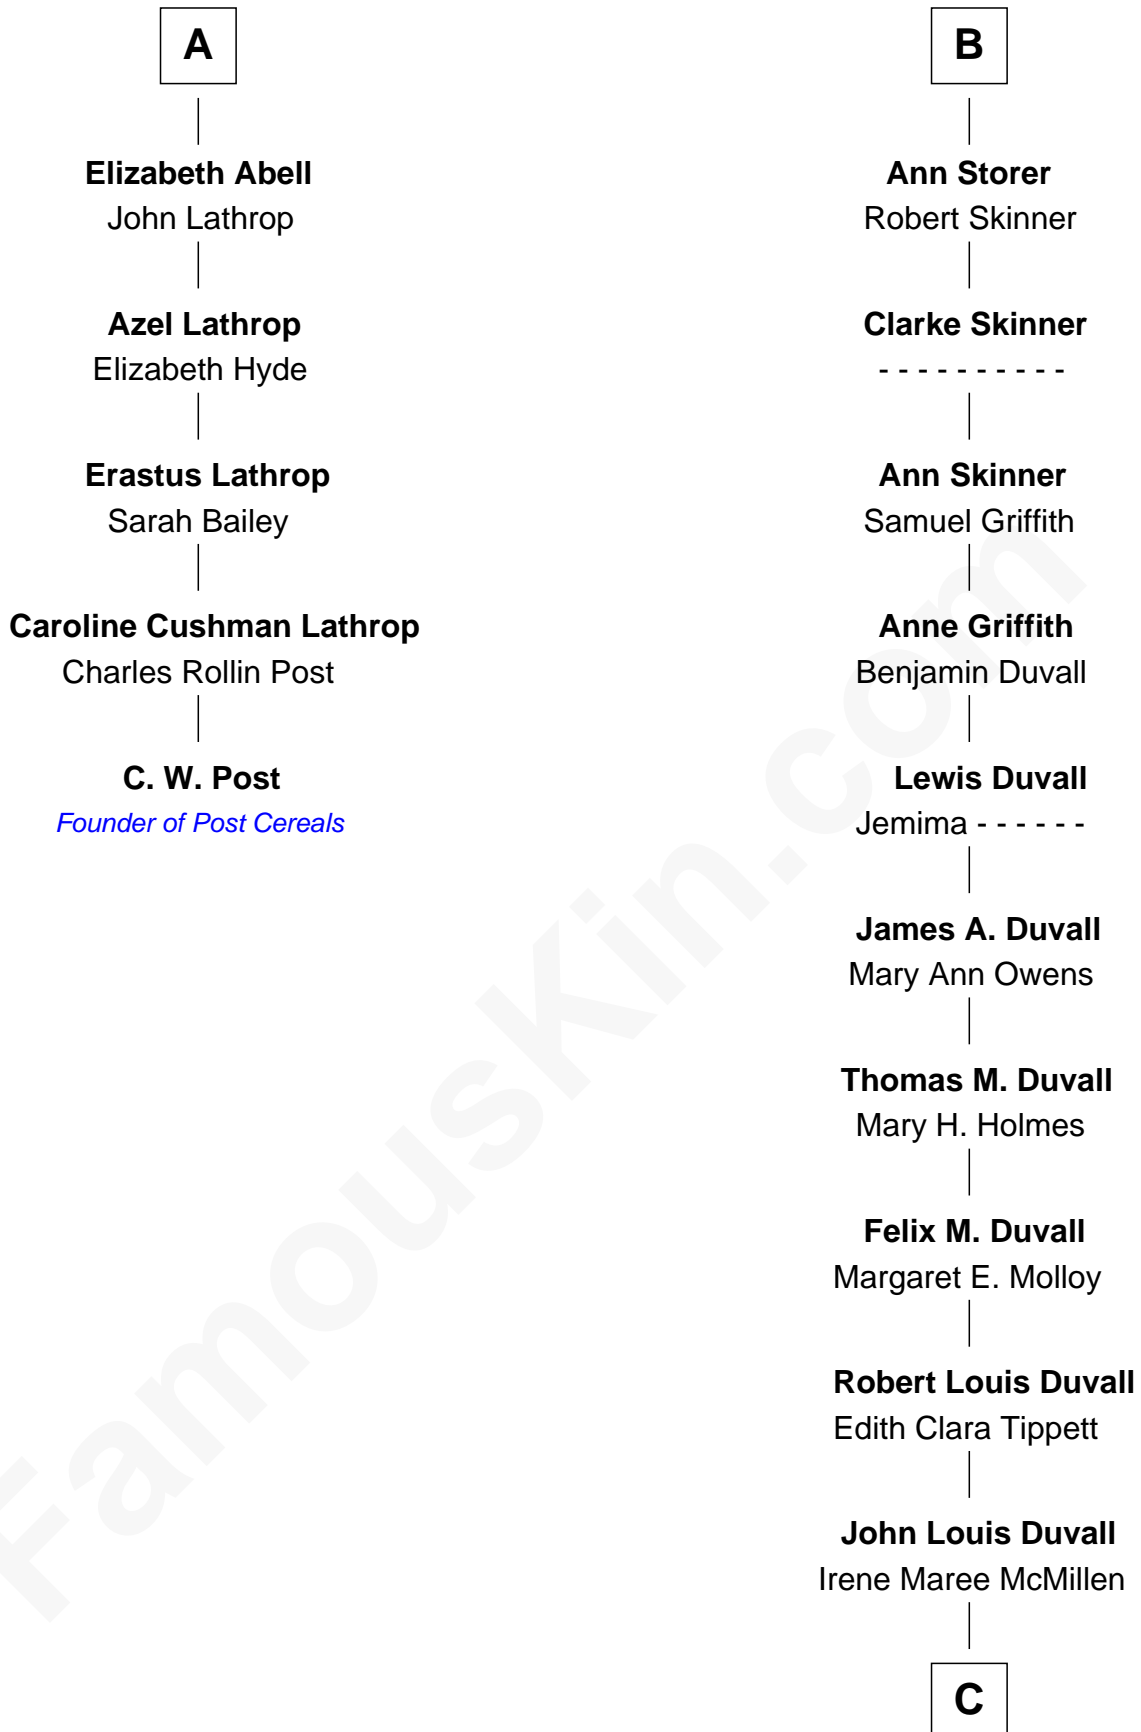 A
Elizabeth Abell
John Lathrop
Azel Lathrop
Elizabeth Hyde
Erastus Lathrop
Sarah Bailey
Caroline Cushman Lathrop
Charles Rollin Post
C. W. Post
Founder of Post Cereals
B
Ann Storer
Robert Skinner
Clarke Skinner
- - - - - - - - - -
Ann Skinner
Samuel Griffith
Anne Griffith
Benjamin Duvall
Lewis Duvall
Jemima - - - - - -
James A. Duvall
Mary Ann Owens
Thomas M. Duvall
Mary H. Holmes
Felix M. Duvall
Margaret E. Molloy
Robert Louis Duvall
Edith Clara Tippett
John Louis Duvall
Irene Maree McMillen
C
FamousKin.com